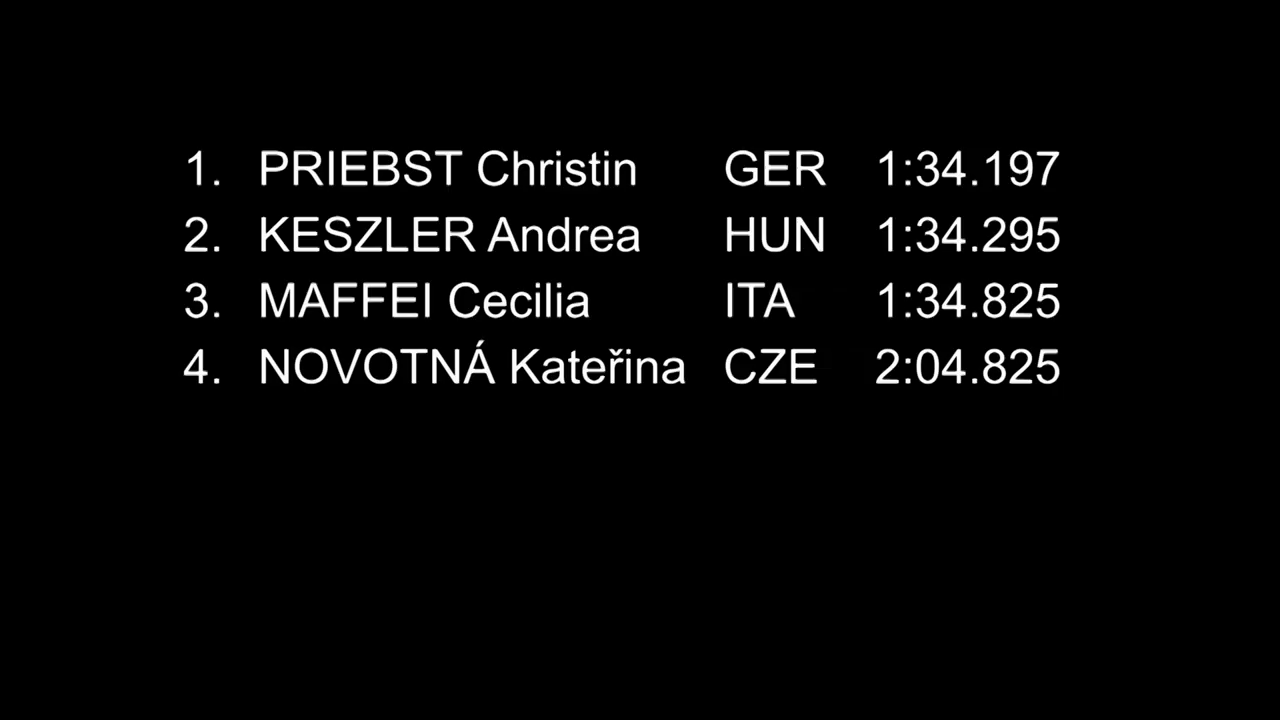 1. PRIEBST Christin GER 1:34.197
2. KESZLER Andrea HUN 1:34.295
3. MAFFEI Cecilia ITA 1:34.825
4. NOVOTNÁ Kateřina CZE 2:04.825